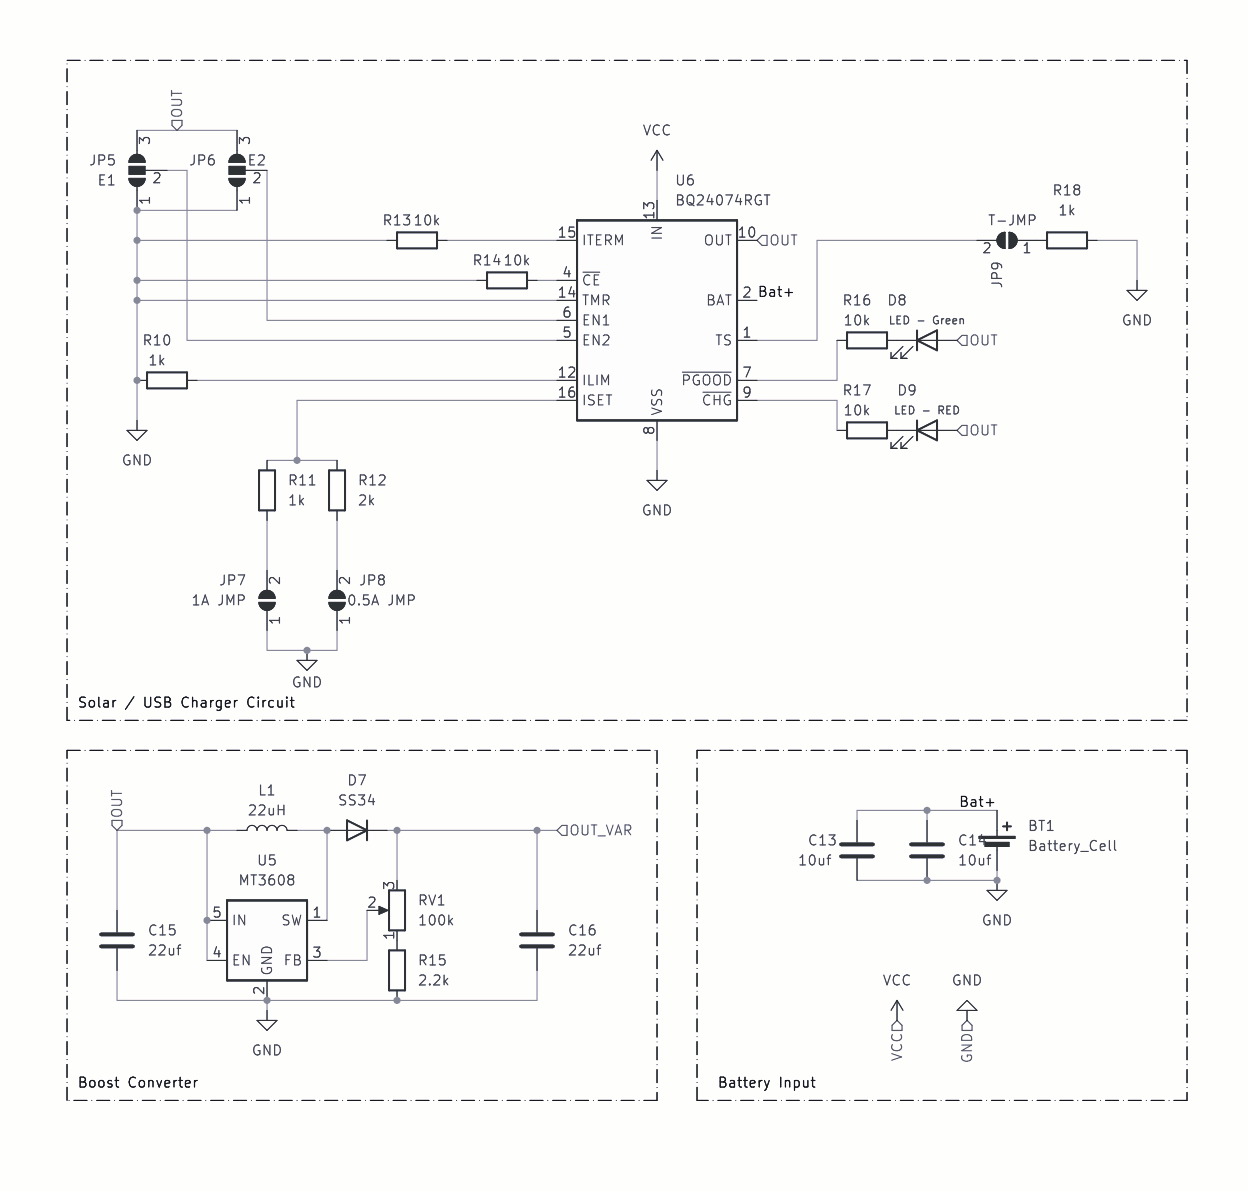 OUT
3
3
JP5
JP6
E2
E1
2
2
1
1
VCC
U6
BQ24074RGT
13
IN
R13 10k
15
ITERM
OUT
10
OUT
R14 10k
4
CE
14
TMR
BAT
2
Bat+
6
EN1
5
EN2
TS
1
R10
1k
12
ILIM
PGOOD
7
16
ISET
CHG
9
VSS
8
GND
GND
T-JMP
2
1
JP9
R18
1k
GND
R16
10k
D8
LED - Green
OUT
R17
10k
D9
LED - RED
OUT
R11
1k
R12
2k
JP7
1A JMP
2
1
JP8
0.5A JMP
2
1
GND
Solar / USB Charger Circuit
OUT
L1
22uH
D7
SS34
OUT_VAR
U5
MT3608
5
IN
SW
1
4
EN
FB
3
GND
2
3
2
1
RV1
100k
R15
2.2k
C15
22uf
C16
22uf
GND
Boost Converter
Bat+
C13
10uf
C14
10uf
BT1
Battery_Cell
GND
VCC
GND
VCC
GND
Battery Input